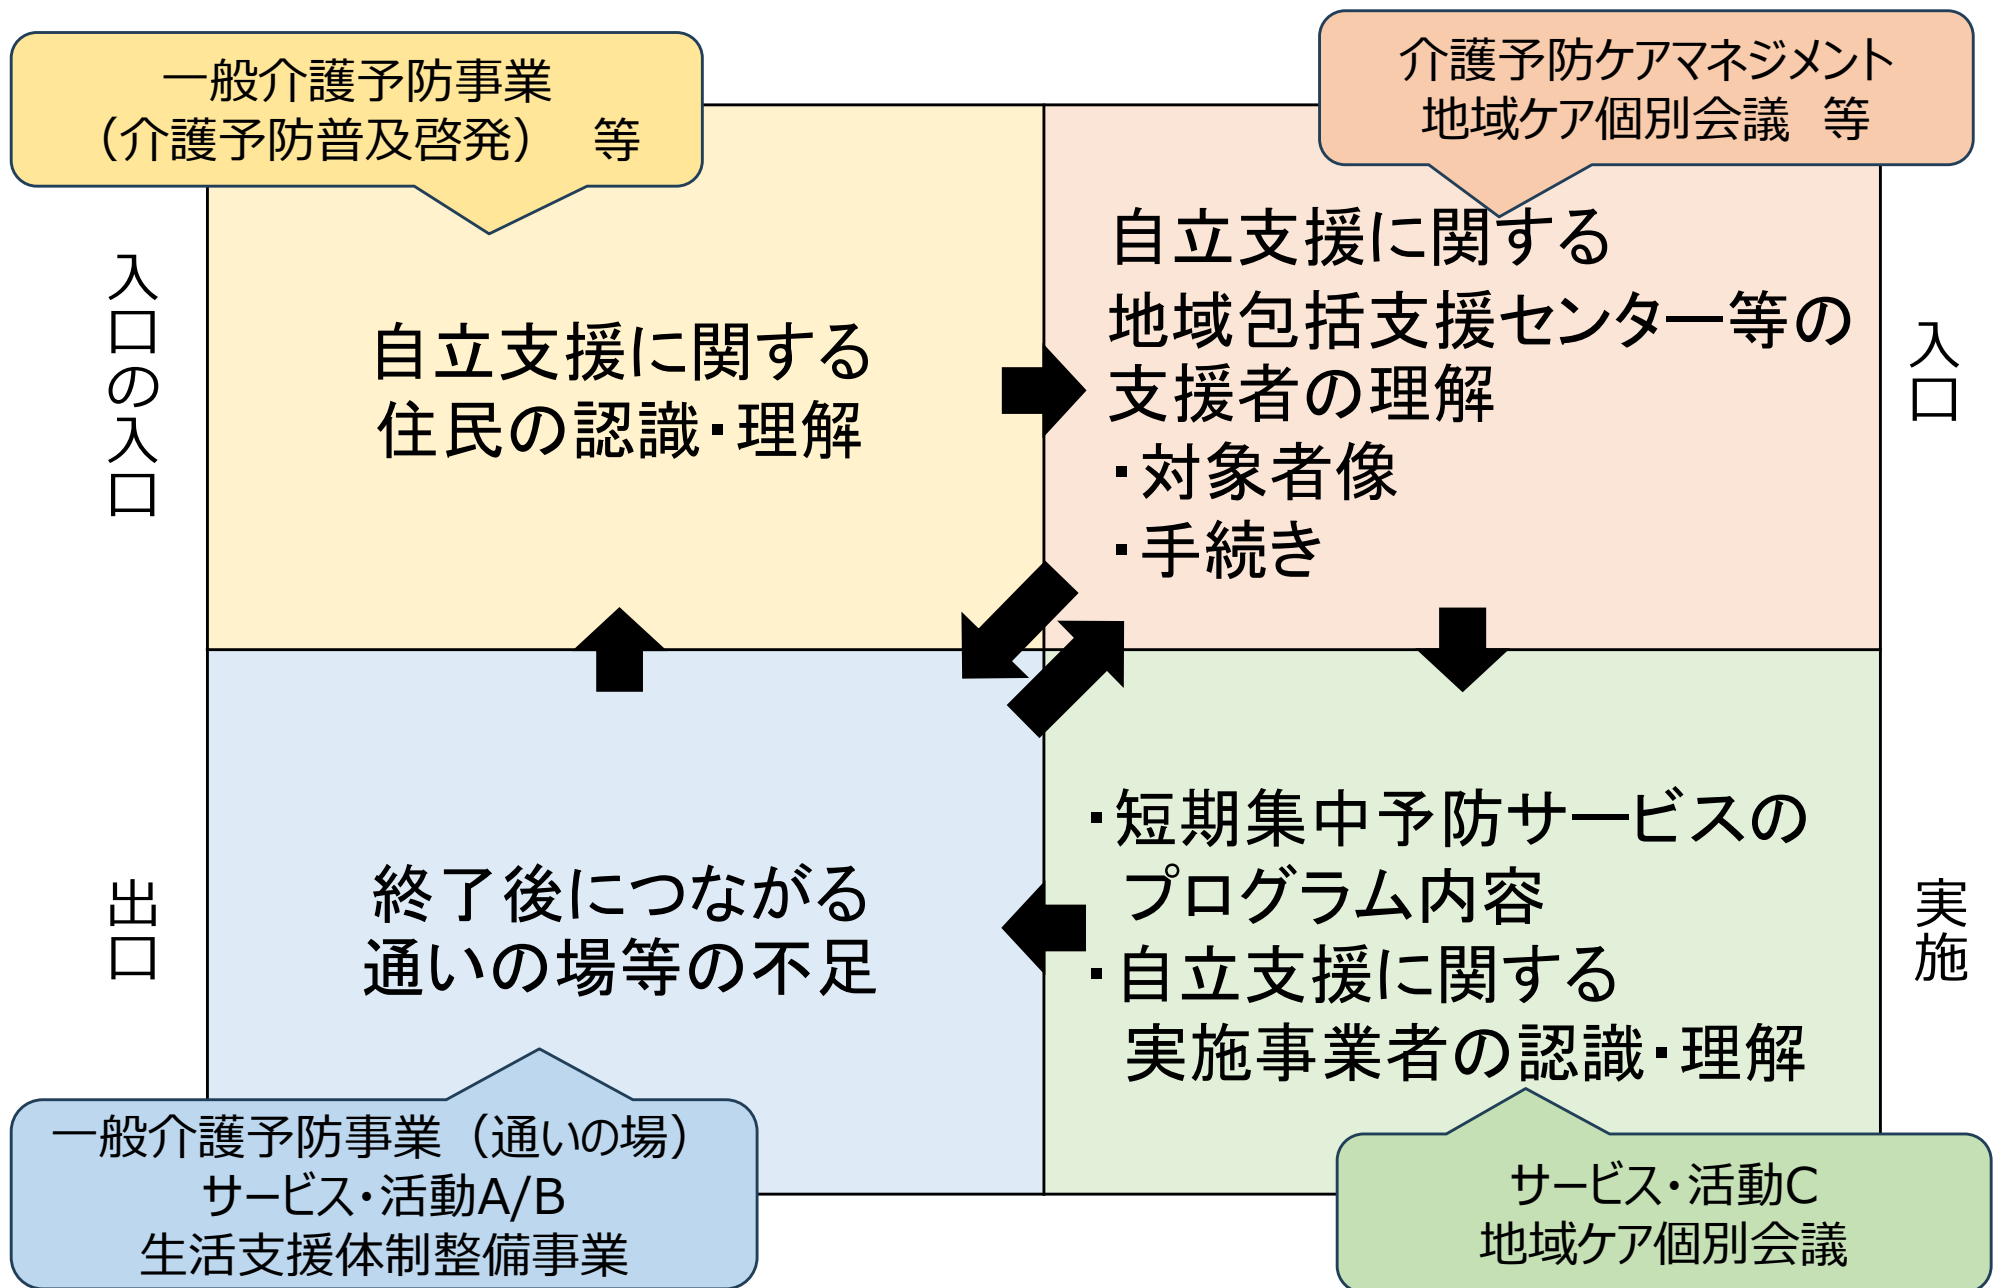 一般介護予防事業
（介護予防普及啓発）　等
介護予防ケアマネジメント
地域ケア個別会議　等
入口の入口
自立支援に関する
住民の認識・理解
自立支援に関する
地域包括支援センター等の
支援者の理解
・対象者像
・手続き
入口
出口
終了後につながる
通いの場等の不足
・短期集中予防サービスの
プログラム内容
・自立支援に関する
実施事業者の認識・理解
実施
一般介護予防事業（通いの場）
サービス・活動A/B
生活支援体制整備事業
サービス・活動C
地域ケア個別会議